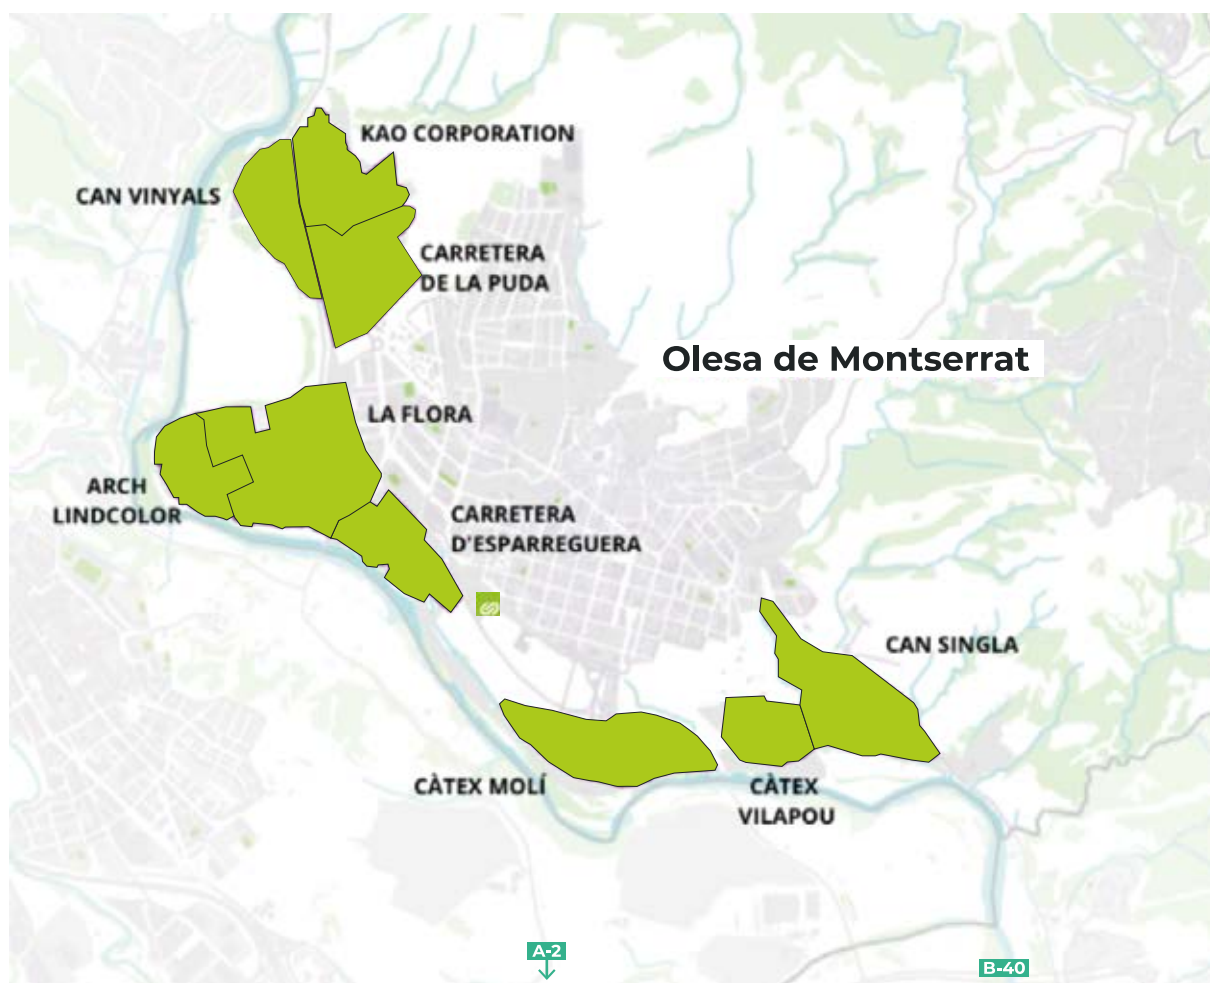 KAO CORPORATION
CAN VINYALS
CARRETERA
DE LA PUDA
Olesa de Montserrat
LA FLORA
ARCH
LINDCOLOR
CARRETERA
D'ESPARREGUERA
CAN SINGLA
CÀTEX MOLÍ
CÀTEX
VILAPOU
A-2
B-40